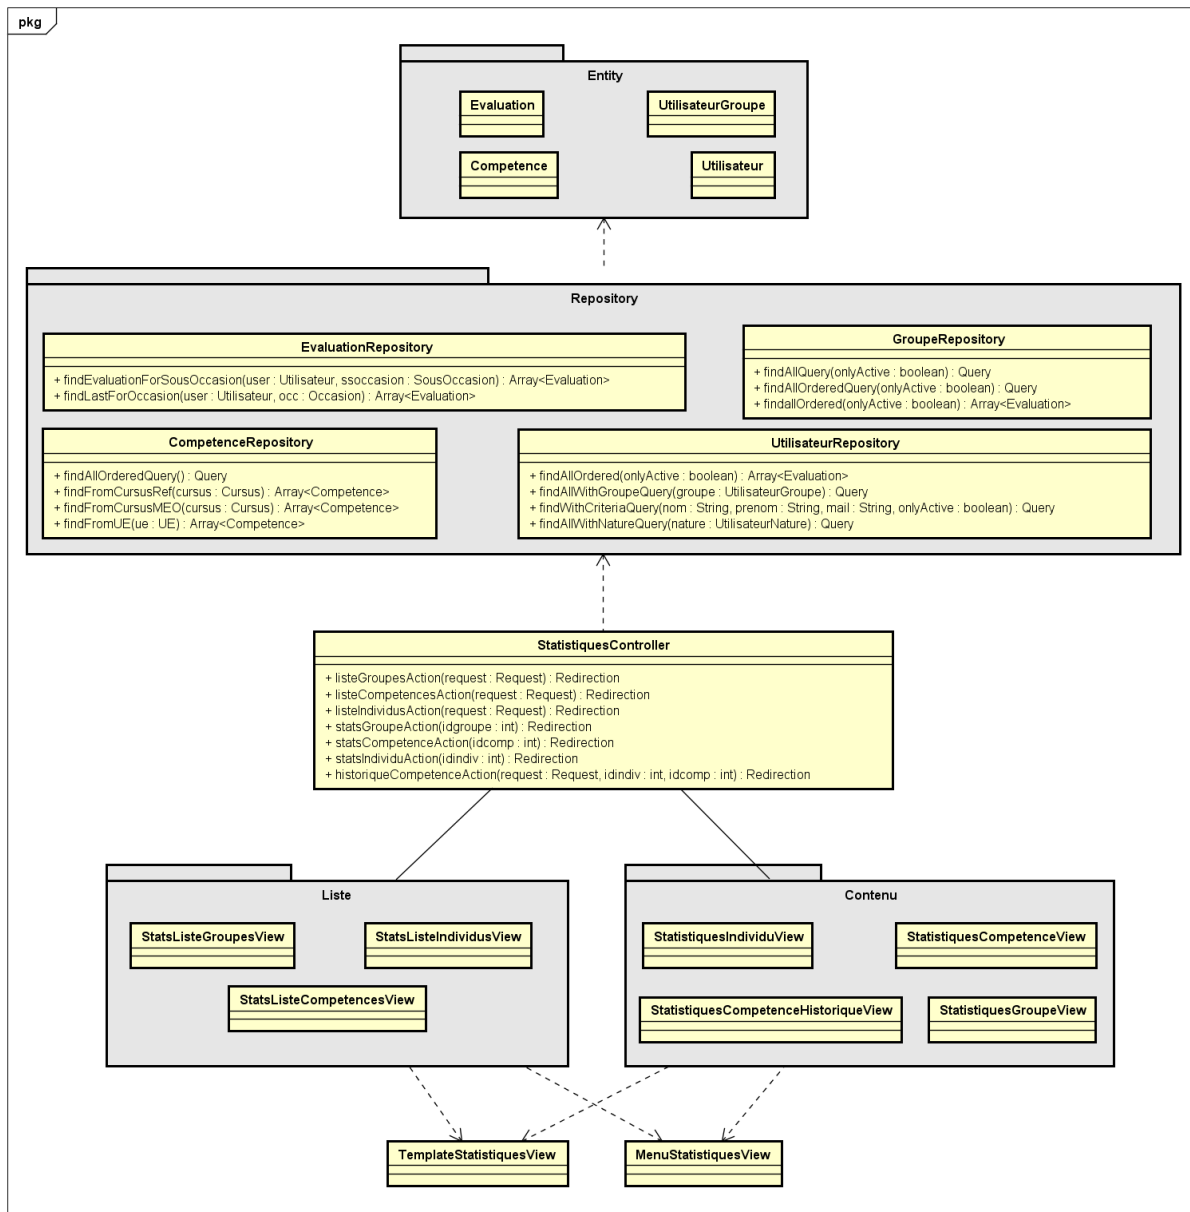 pkg
Entity
Evaluation
UtilisateurGroupe
Competence
Utilisateur
Repository
EvaluationRepository
+ findEvaluationForSousOccasion(user : Utilisateur, ssoccasion : SousOccasion) : Array<Evaluation>
+ findLastForOccasion(user : Utilisateur, occ : Occasion) : Array<Evaluation>
GroupeRepository
+ findAllQuery(onlyActive : boolean) : Query
+ findAllOrderedQuery(onlyActive : boolean) : Query
+ findallOrdered(onlyActive : boolean) : Array<Evaluation>
CompetenceRepository
+ findAllOrderedQuery() : Query
+ findFromCursusRef(cursus : Cursus) : Array<Competence>
+ findFromCursusMEO(cursus : Cursus) : Array<Competence>
+ findFromUE(ue : UE) : Array<Competence>
UtilisateurRepository
+ findAllOrdered(onlyActive : boolean) : Array<Evaluation>
+ findAllWithGroupeQuery(groupe : UtilisateurGroupe) : Query
+ findWithCriteriaQuery(nom : String, prenom : String, mail : String, onlyActive : boolean) : Query
+ findAllWithNatureQuery(nature : UtilisateurNature) : Query
StatistiquesController
+ listeGroupesAction(request : Request) : Redirection
+ listeCompetencesAction(request : Request) : Redirection
+ listeIndividusAction(request : Request) : Redirection
+ statsGroupeAction(idgroupe : int) : Redirection
+ statsCompetenceAction(idcomp : int) : Redirection
+ statsIndividuAction(idindiv : int) : Redirection
+ historiqueCompetenceAction(request : Request, idindiv : int, idcomp : int) : Redirection
Liste
StatsListeGroupesView
StatsListeIndividusView
StatsListeCompetencesView
Contenu
StatistiquesIndividuView
StatistiquesCompetenceView
StatistiquesCompetenceHistoriqueView
StatistiquesGroupeView
TemplateStatistiquesView
MenuStatistiquesView